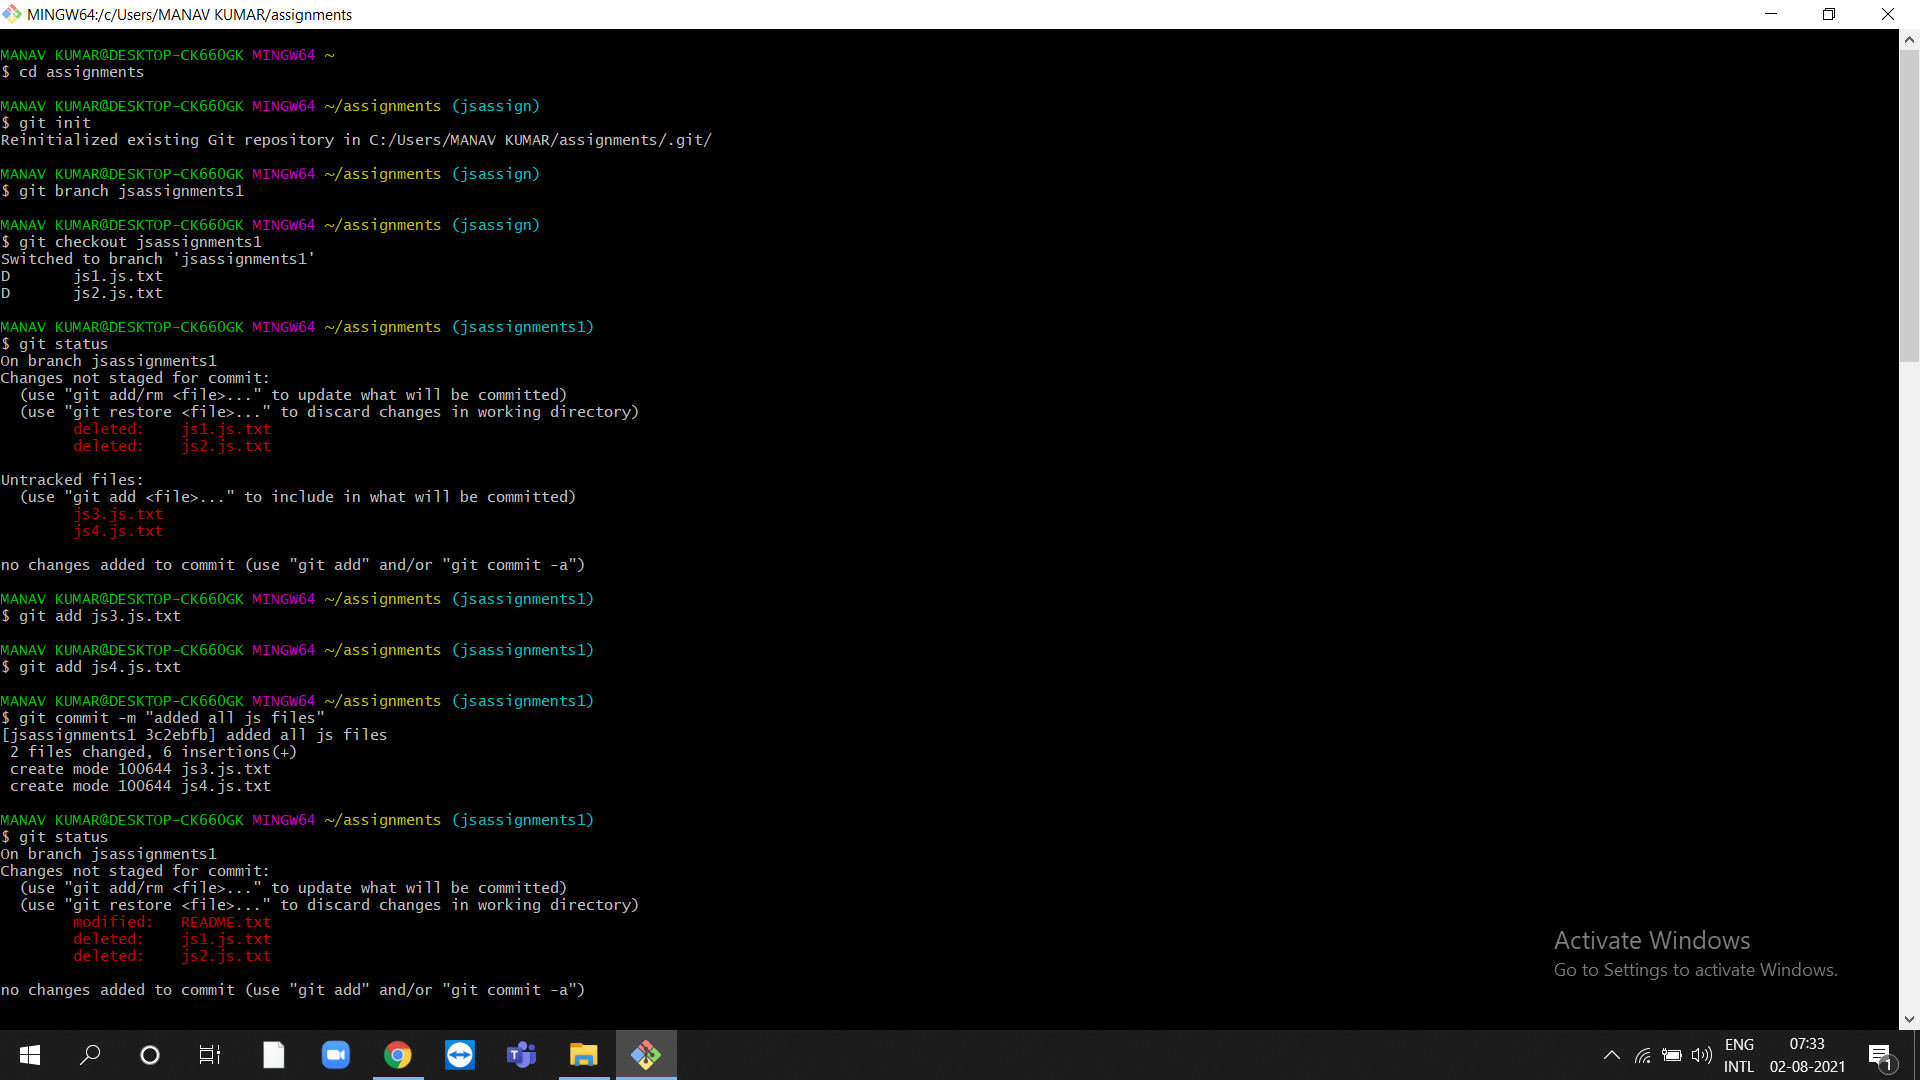 MINGW64:/c/Users/MANAV KUMAR/assignments
MANAV KUMAR@DESKTOP-CK66OGK MINGW64 ~
$ cd assignments
MANAV KUMAR@DESKTOP-CK66OGK MINGW64 ~/assignments (jsassign)
$ git init
Reinitialized existing Git repository in C:/Users/MANAV KUMAR/assignments/.git/
MANAV KUMAR@DESKTOP-CK66OGK MINGW64 ~/assignments (jsassign)
$ git branch jsassignments1
MANAV KUMAR@DESKTOP-CK66OGK MINGW64 ~/assignments (jsassign)
$ git checkout jsassignments1
Switched to branch 'jsassignments1'
D       js1.js.txt
D       js2.js.txt
MANAV KUMAR@DESKTOP-CK66OGK MINGW64 ~/assignments (jsassignments1)
$ git status
On branch jsassignments1
Changes not staged for commit:
  (use "git add/rm <file>..." to update what will be committed)
  (use "git restore <file>..." to discard changes in working directory)
        deleted:    js1.js.txt
        deleted:    js2.js.txt
Untracked files:
  (use "git add <file>..." to include in what will be committed)
        js3.js.txt
        js4.js.txt
no changes added to commit (use "git add" and/or "git commit -a")
MANAV KUMAR@DESKTOP-CK66OGK MINGW64 ~/assignments (jsassignments1)
$ git add js3.js.txt
MANAV KUMAR@DESKTOP-CK66OGK MINGW64 ~/assignments (jsassignments1)
$ git add js4.js.txt
MANAV KUMAR@DESKTOP-CK66OGK MINGW64 ~/assignments (jsassignments1)
$ git commit -m "added all js files"
[jsassignments1 3c2ebfb] added all js files
 2 files changed, 6 insertions(+)
 create mode 100644 js3.js.txt
 create mode 100644 js4.js.txt
MANAV KUMAR@DESKTOP-CK66OGK MINGW64 ~/assignments (jsassignments1)
$ git status
On branch jsassignments1
Changes not staged for commit:
  (use "git add/rm <file>..." to update what will be committed)
  (use "git restore <file>..." to discard changes in working directory)
        modified:   README.txt
        deleted:    js1.js.txt
        deleted:    js2.js.txt
no changes added to commit (use "git add" and/or "git commit -a")
Activate Windows
Go to Settings to activate Windows.
ENG
INTL
07:33
02-08-2021
1